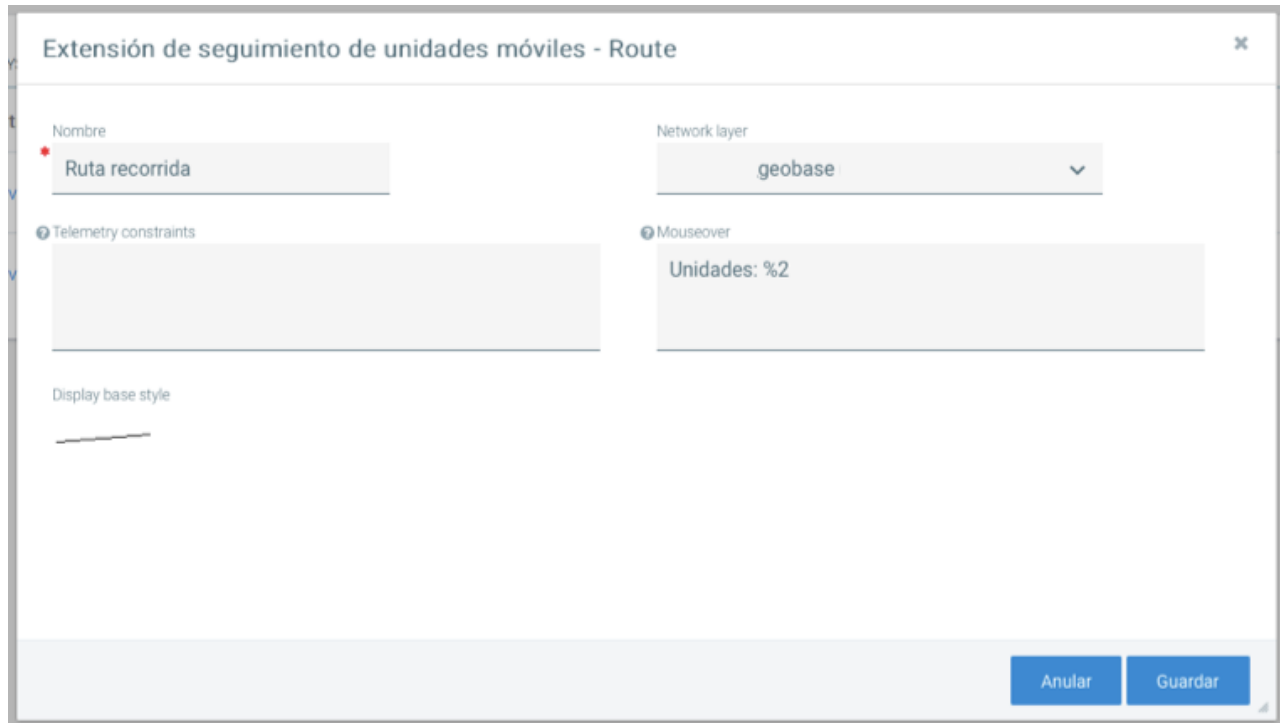 Extensión de seguimiento de unidades móviles - Route
Nombre
Network layer
* Ruta recorrida
geobase
Telemetry constraints
Mouseover
Unidades: %2
Display base style
Anular
Guardar